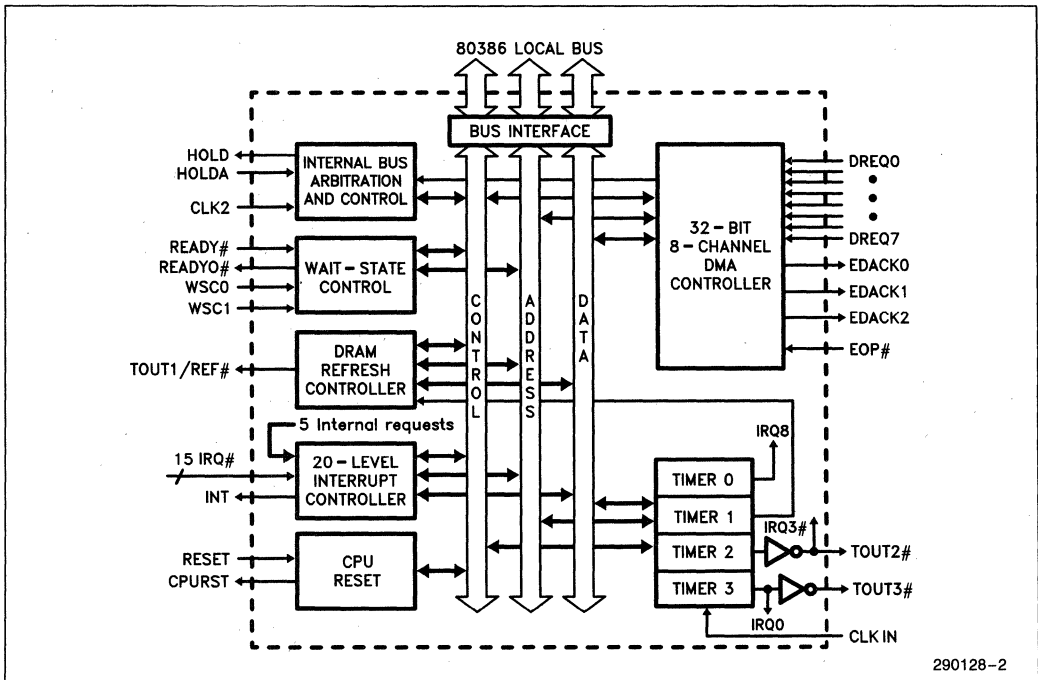 80386 LOCAL BUS
BUS INTERFACE
HOLD
HOLDA
CLK2
INTERNAL BUS
ARBITRATION
AND CONTROL
READY#
READYO#
WSC0
WSC1
WAIT-STATE
CONTROL
TOUT1/REF#
DRAM
REFRESH
CONTROLLER
5 Internal requests
15 IRQ#
INT
20-LEVEL
INTERRUPT
CONTROLLER
RESET
CPURST
CPU
RESET
CONTROL
ADDRESS
DATA
32-BIT
8-CHANNEL
DMA
CONTROLLER
DREQ0
DREQ7
EDACK0
EDACK1
EDACK2
EOP#
IRQ8
TIMER 0
TIMER 1
IRQ3#
TIMER 2
TOUT2#
TIMER 3
TOUT3#
IRQ0
CLKIN
290128-2